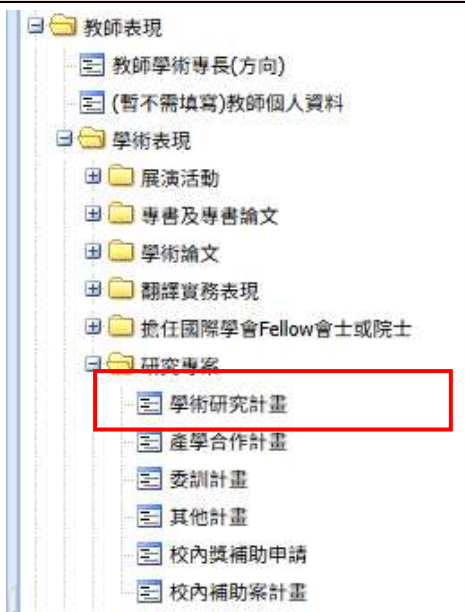 教師表現
教師學術專長(方向)
(暫不需填寫)教師個人資料
學術表現
展演活動
專書及專書論文
學術論文
翻譯實務表現
擔任國際學會Fellow會士或院士
研究專案
學術研究計畫
產學合作計畫
委訓計畫
其他計畫
校內獎補助申請
校內補助案計畫